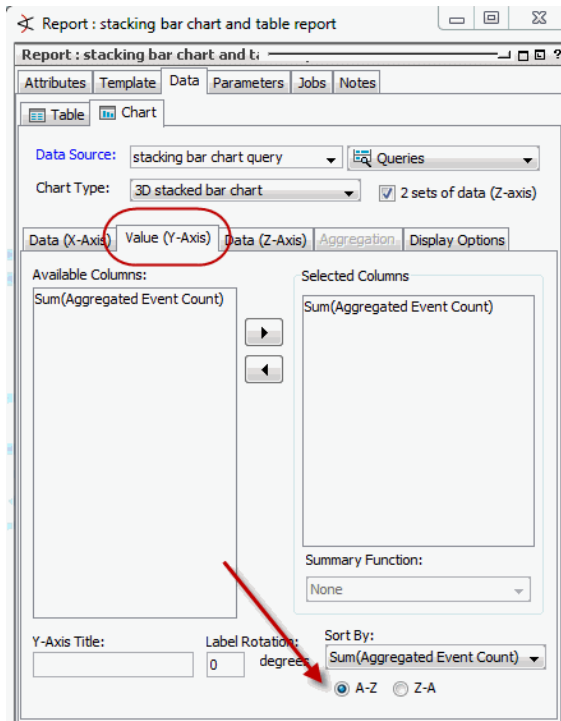 Report : stacking bar chart and table report
Report : stacking bar chart and ta
?
Attributes Template Data Parameters Jobs Notes
Table Chart
Data Source: stacking bar chart query Queries
Chart Type: 3D stacked bar chart 2 sets of data (Z-axis)
Data (X-Axis) Value (Y-Axis) Data (Z-Axis) Aggregation Display Options
Available Columns: Selected Columns
Sum(Aggregated Event Count) Sum(Aggregated Event Count)
Summary Function:
None
Y-Axis Title: Label Rotation: Sort By:
0 degrees Sum(Aggregated Event Count)
A-Z Z-A